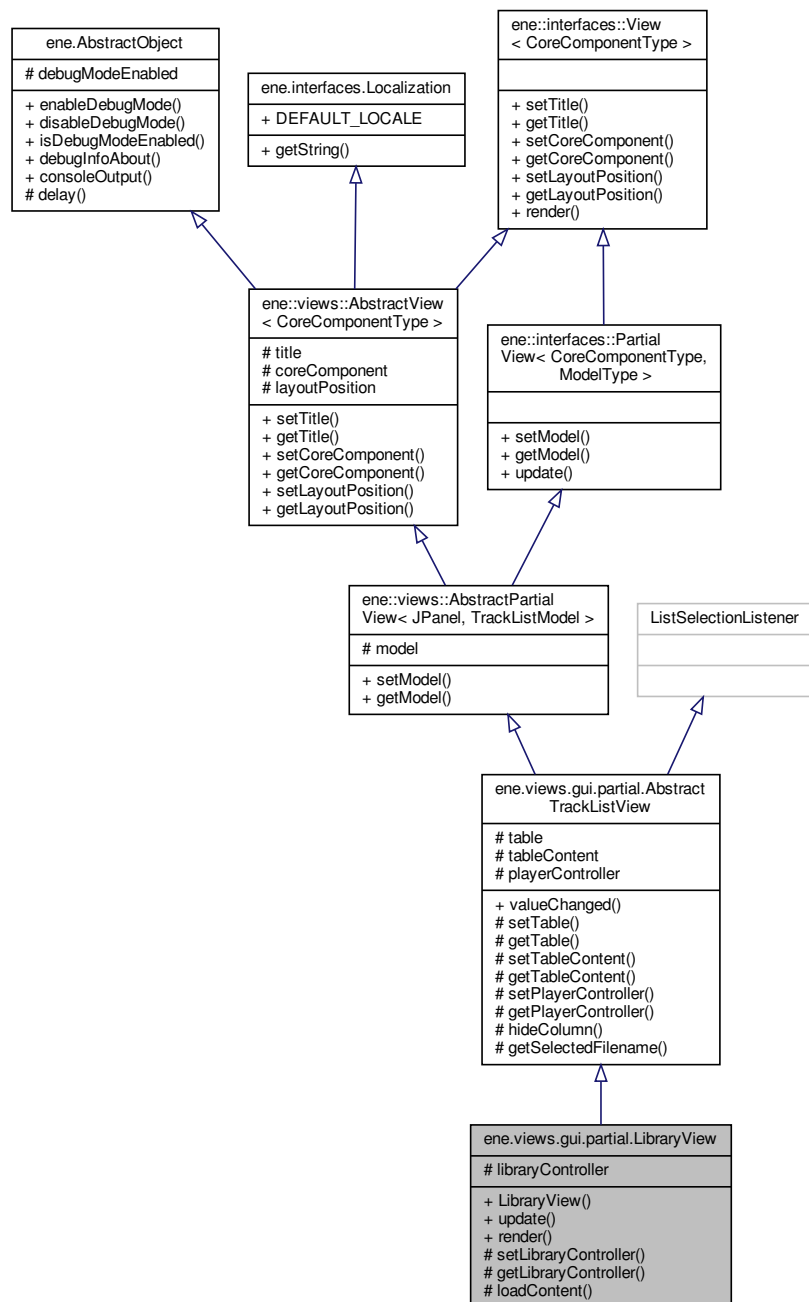 ene.AbstractObject
# debugModeEnabled
+ enableDebugMode()
+ disableDebugMode()
+ isDebugModeEnabled()
+ debugInfoAbout()
+ consoleOutput()
# delay()
ene.interfaces.Localization
+ DEFAULT_LOCALE
+ getString()
ene::interfaces::View
< CoreComponentType >
+ setTitle()
+ getTitle()
+ setCoreComponent()
+ getCoreComponent()
+ setLayoutPosition()
+ getLayoutPosition()
+ render()
ene::views::AbstractView
< CoreComponentType >
# title
# coreComponent
# layoutPosition
+ setTitle()
+ getTitle()
+ setCoreComponent()
+ getCoreComponent()
+ setLayoutPosition()
+ getLayoutPosition()
ene::interfaces::Partial
View< CoreComponentType,
ModelType >
+ setModel()
+ getModel()
+ update()
ene::views::AbstractPartial
View< JPanel, TrackListModel >
# model
+ setModel()
+ getModel()
ListSelectionListener
ene.views.gui.partial.Abstract
TrackListView
# table
# tableContent
# playerController
+ valueChanged()
# setTable()
# getTable()
# setTableContent()
# getTableContent()
# setPlayerController()
# getPlayerController()
# hideColumn()
# getSelectedFilename()
ene.views.gui.partial.LibraryView
# libraryController
+ LibraryView()
+ update()
+ render()
# setLibraryController()
# getLibraryController()
# loadContent()